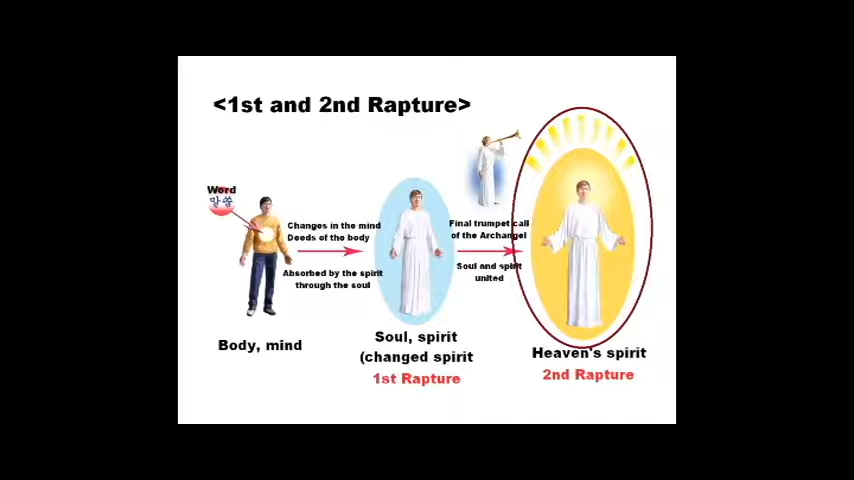 <1st and 2nd Rapture>
Word
말씀
Changes in the mind
Deeds of the body
Absorbed by the spirit
through the soul
Final trumpet call
of the Archangel
Soul and spirit
united
Body, mind
Soul, spirit
(changed spirit
1st Rapture
Heaven's spirit
2nd Rapture